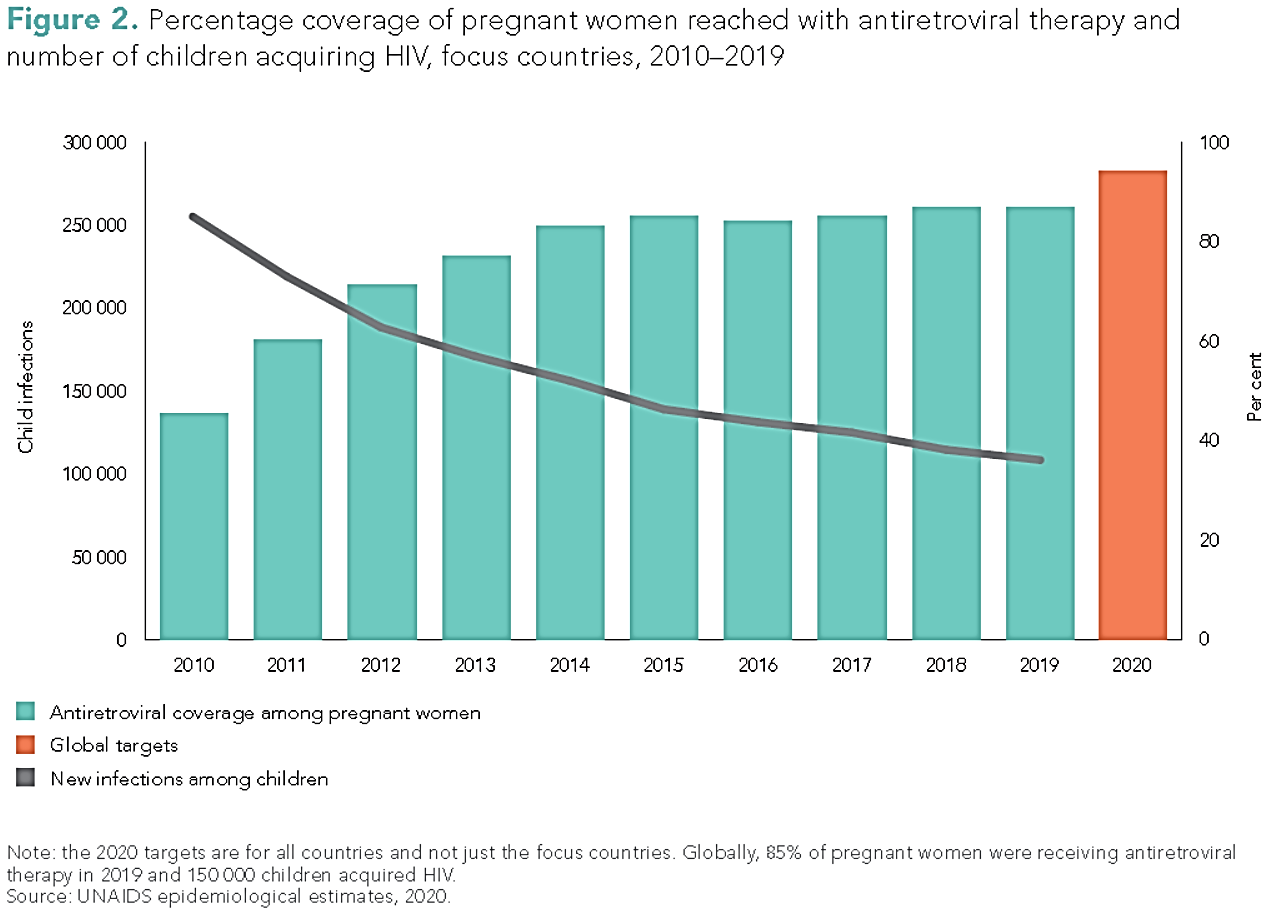 Figure 2. Percentage coverage of pregnant women reached with antiretroviral therapy and
number of children acquiring HIV, focus countries, 2010–2019
300 000
250 000
200 000
150 000
100 000
50 000
0
Child infections
100
80
60
40
20
0
Per cent
2010 2011 2012 2013 2014 2015 2016 2017 2018 2019 2020
Antiretroviral coverage among pregnant women
Global targets
New infections among children
Note: the 2020 targets are for all countries and not just the focus countries. Globally, 85% of pregnant women were receiving antiretroviral
therapy in 2019 and 150 000 children acquired HIV.
Source: UNAIDS epidemiological estimates, 2020.